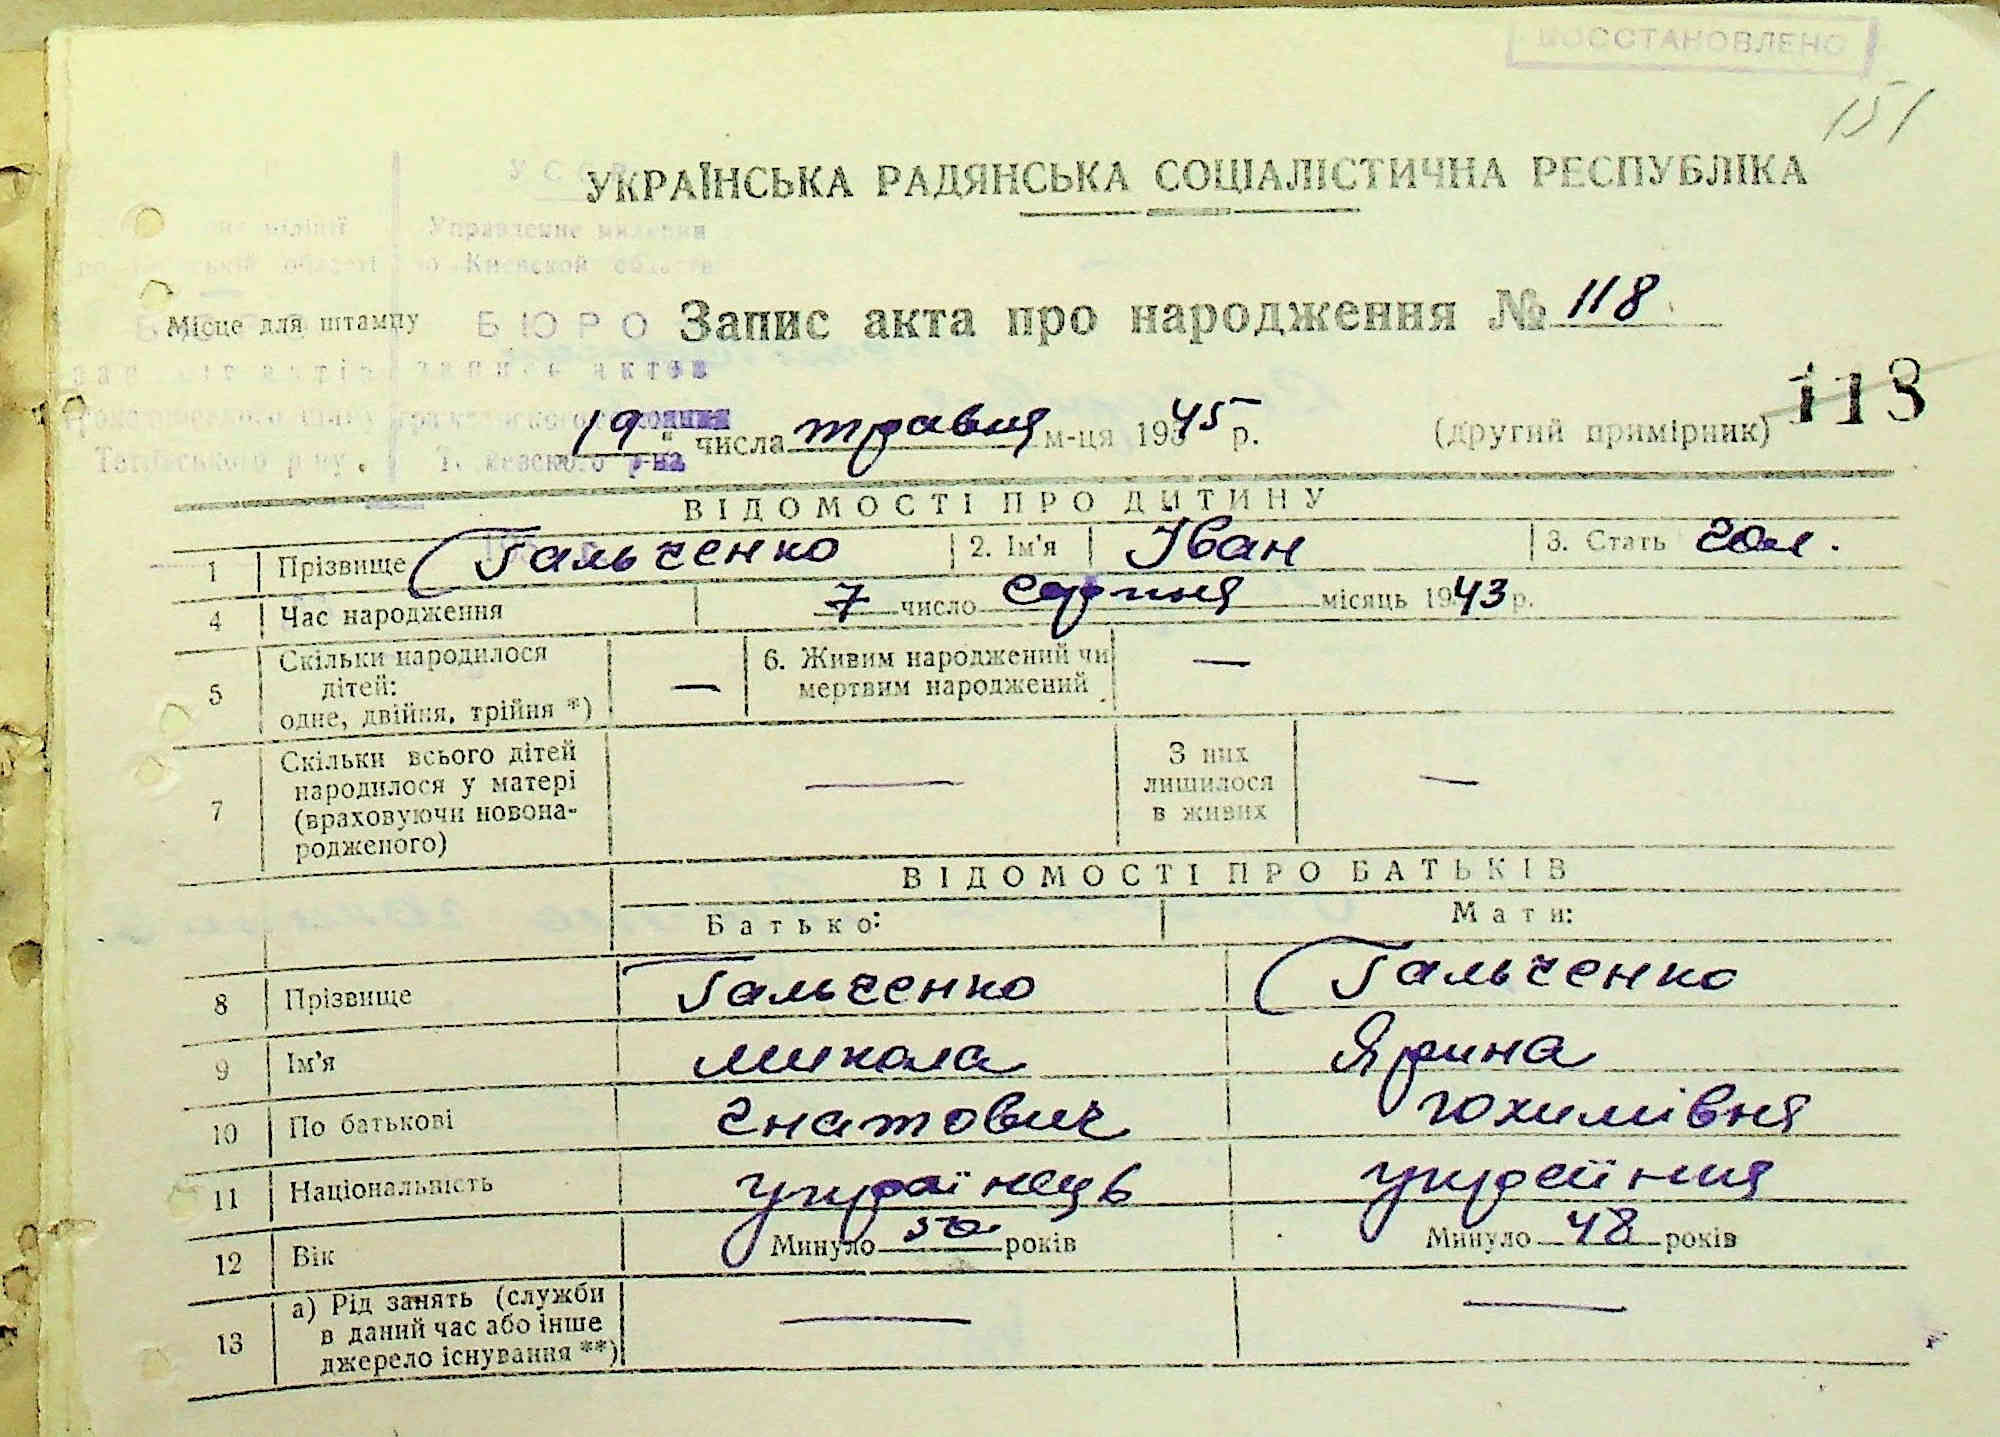 ВОССТАНОВЛЕНО
151
УКРАЇНСЬКА РАДЯНСЬКА СОЦІАЛІСТИЧНА РЕСПУБЛІКА
Управление милиции
Киевской области
Місце для штампу
БЮРО
Запис акта про народження № 118
записи актов
118
19 числа травня м-ця 1945 р. (другий примірник)
ВІДОМОСТІ ПРО ДИТИНУ
1 Прізвище Гальченко 2. Ім'я Іван 3. Стать чол.
4 Час народження 7 число серпня місяць 1943 р.
5 Скільки народилося дітей: одне, двійня, трійня *) — 6. Живим народжений чи мертвим народжений —
7 Скільки всього дітей народилося у матері (враховуючи новонародженого) — З них лишилося в живих —
ВІДОМОСТІ ПРО БАТЬКІВ
Батько: Мати:
8 Прізвище Гальченко Гальченко
9 Ім'я Микола Ярина
10 По батькові Гнатович Юхимівня
11 Національність українець
12 Вік Минуло 50 років Минуло 48 років
13 а) Рід занять (служби в даний час або інше джерело існування **) — —